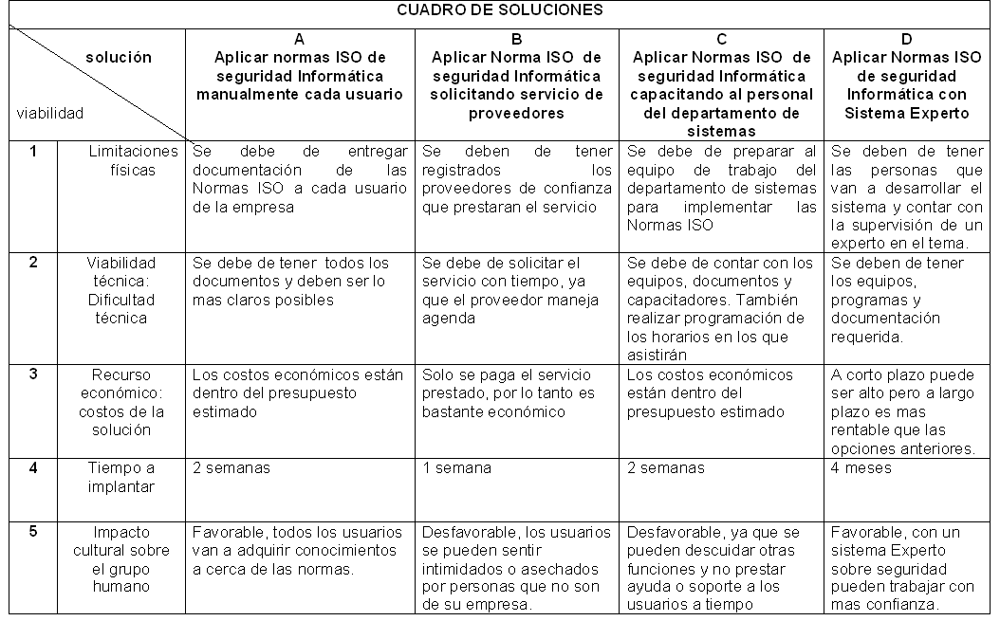 CUADRO DE SOLUCIONES
solución
viabilidad
A
Aplicar normas ISO de
seguridad Informática
manualmente cada usuario
B
Aplicar Norma ISO de
seguridad Informática
solicitando servicio de
proveedores
C
Aplicar Normas ISO de
seguridad Informática
capacitando al personal
del departamento de
sistemas
D
Aplicar Normas ISO
de seguridad
Informática con
Sistema Experto
1
Limitaciones
físicas
Se debe de entregar
documentación de las
Normas ISO a cada usuario
de la empresa
Se deben de tener
registrados los
proveedores de confianza
que prestaran el servicio
Se debe de preparar al
equipo de trabajo del
departamento de sistemas
para implementar las
Normas ISO
Se deben de tener
las personas que
van a desarrollar el
sistema y contar con
la supervisión de un
experto en el tema.
2
Viabilidad
técnica:
Dificultad
técnica
Se debe de tener todos los
documentos y deben ser lo
mas claros posibles
Se debe de solicitar el
servicio con tiempo, ya
que el proveedor maneja
agenda
Se debe de contar con los
equipos, documentos y
capacitadores. También
realizar programación de
los horarios en los que
asistirán
Se deben de tener
los equipos,
programas y
documentación
requerida.
3
Recurso
económico:
costos de la
solución
Los costos económicos están
dentro del presupuesto
estimado
Solo se paga el servicio
prestado, por lo tanto es
bastante económico
Los costos económicos
están dentro del
presupuesto estimado
A corto plazo puede
ser alto pero a largo
plazo es mas
rentable que las
opciones anteriores.
4
Tiempo a
implantar
2 semanas
1 semana
2 semanas
4 meses
5
Impacto
cultural sobre
el grupo
humano
Favorable, todos los usuarios
van a adquirir conocimientos
a cerca de las normas.
Desfavorable, los usuarios
se pueden sentir
intimidados o asechados
por personas que no son
de su empresa.
Desfavorable, ya que se
pueden descuidar otras
funciones y no prestar
ayuda o soporte a los
usuarios a tiempo
Favorable, con un
sistema Experto
sobre seguridad
pueden trabajar con
mas confianza.